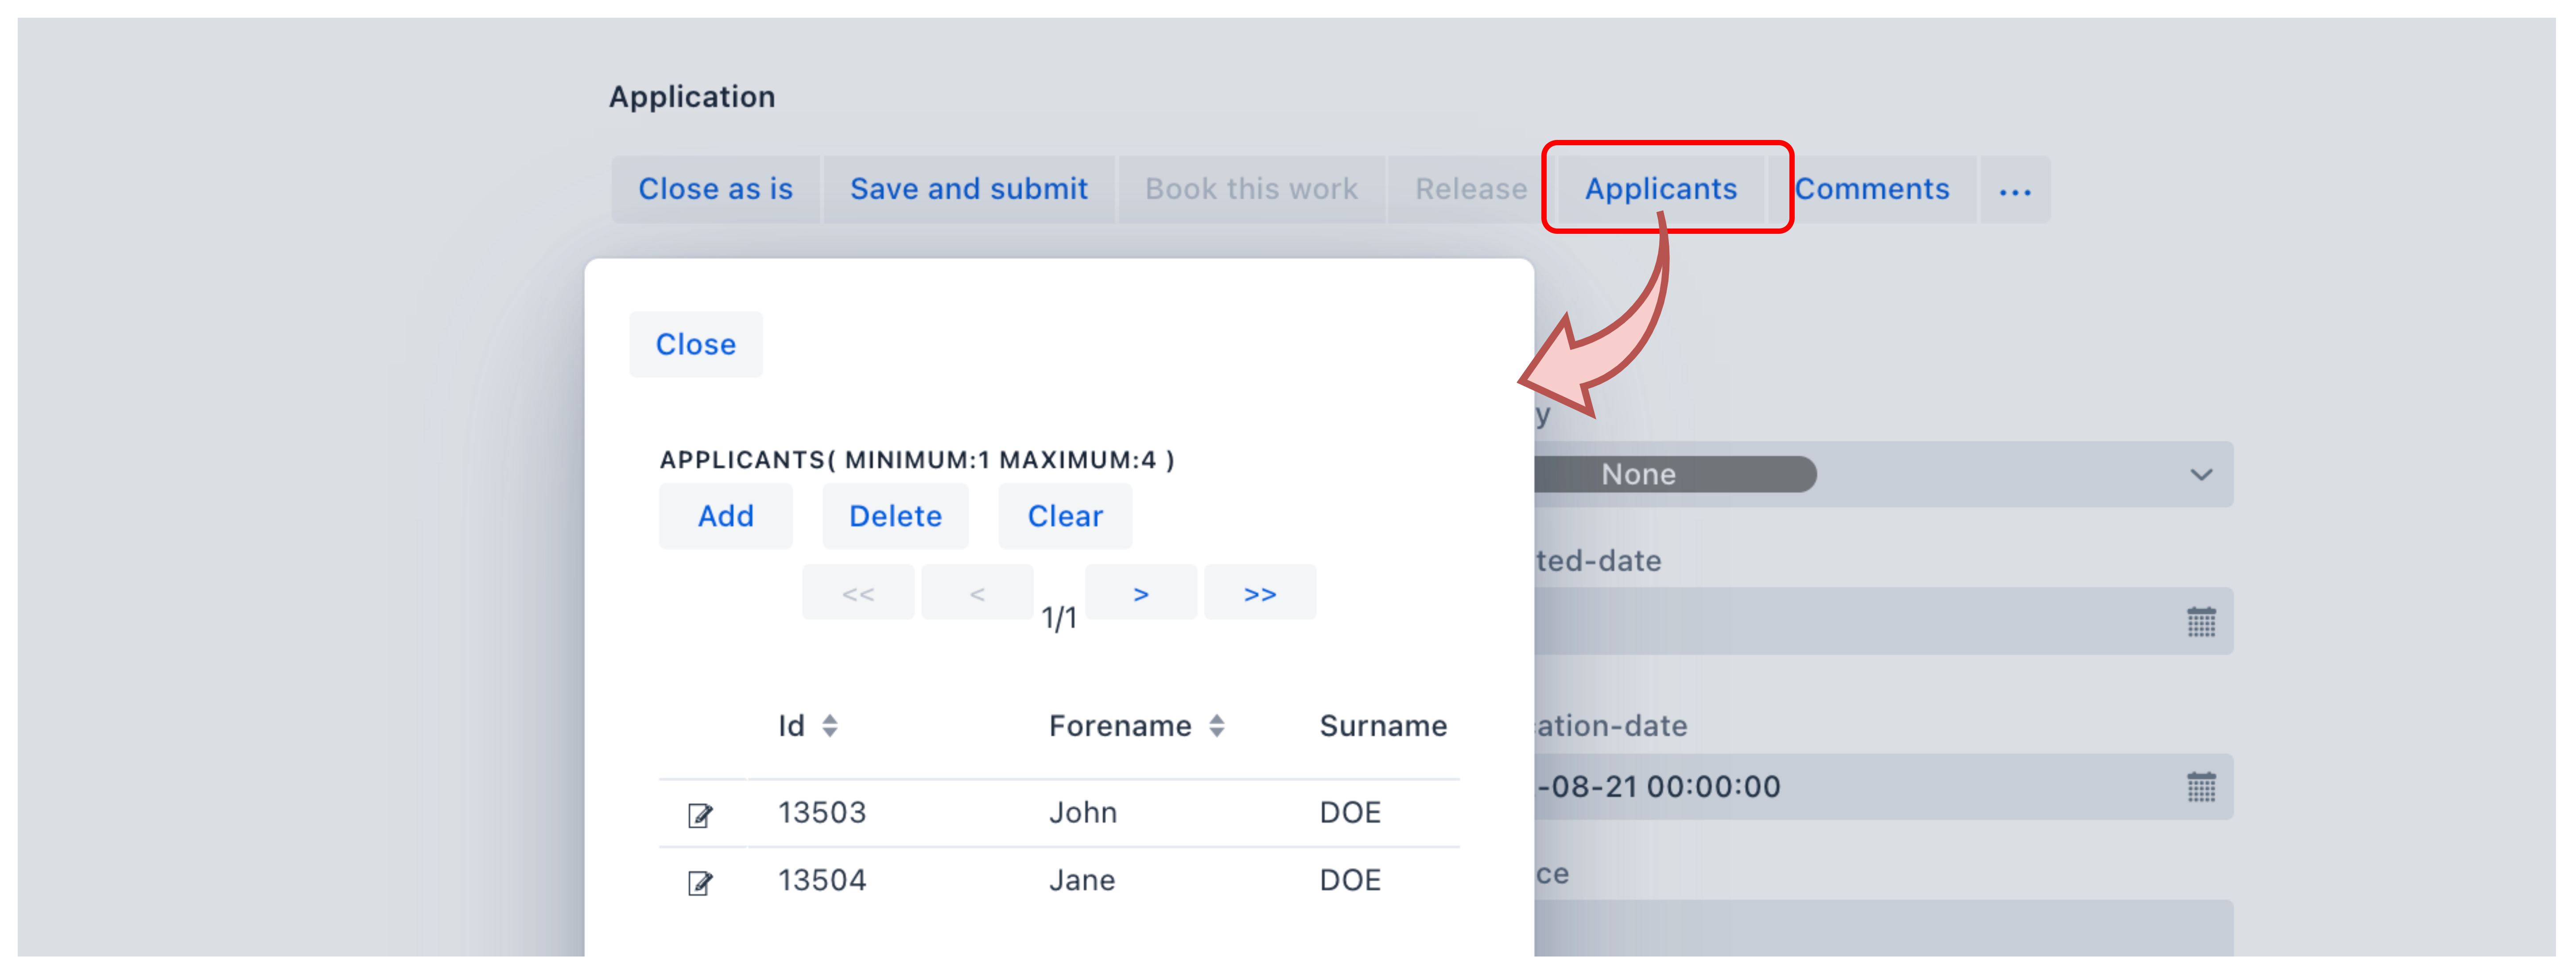 Application
Close as is Save and submit Book this work Release Applicants Comments ...
Close
y
APPLICANTS( MINIMUM:1 MAXIMUM:4 )
None
Add Delete Clear
ted-date
<< < 1/1 > >>
Id Forename Surname
ation-date
-08-21 00:00:00
13503 John DOE
ce
13504 Jane DOE